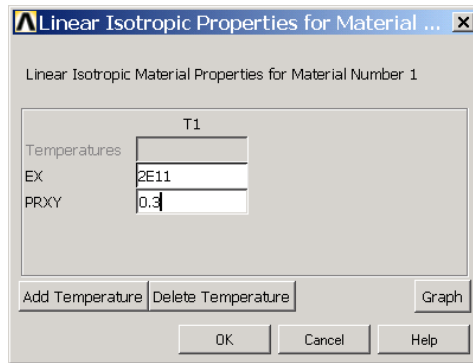 Linear Isotropic Properties for Material ...
Linear Isotropic Material Properties for Material Number 1
T1
Temperatures
EX 2E11
PRXY 0.3
Add Temperature Delete Temperature Graph
OK Cancel Help